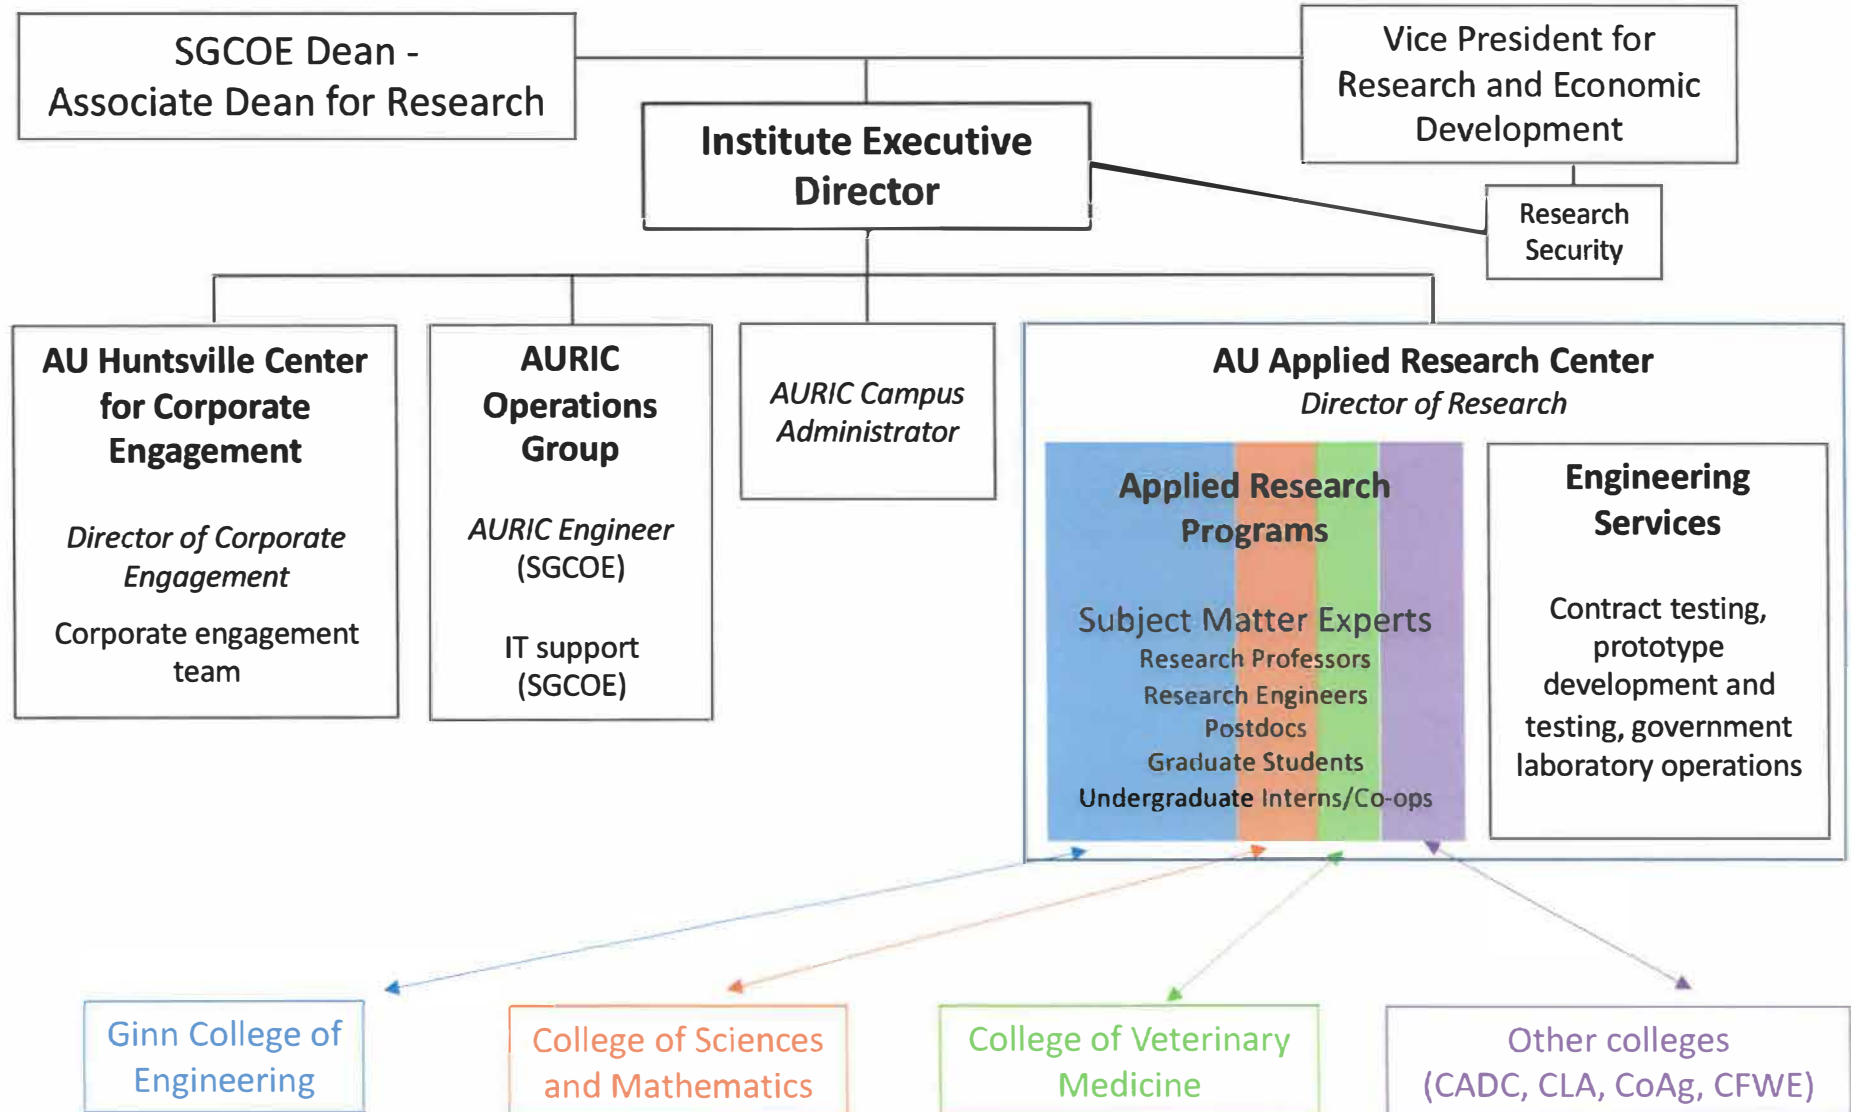 SGCOE Dean -
Associate Dean for Research
Vice President for
Research and Economic
Development
Institute Executive
Director
Research
Security
AU Huntsville Center
for Corporate
Engagement
Director of Corporate
Engagement
Corporate engagement
team
AURIC
Operations
Group
AURIC Engineer
(SGCOE)
IT support
(SGCOE)
AURIC Campus
Administrator
AU Applied Research Center
Director of Research
Applied Research
Programs
Subject Matter Experts
Research Professors
Research Engineers
Postdocs
Graduate Students
Undergraduate Interns/Co-ops
Engineering
Services
Contract testing,
prototype
development and
testing, government
laboratory operations
Ginn College of
Engineering
College of Sciences
and Mathematics
College of Veterinary
Medicine
Other colleges
(CADC, CLA, CoAg, CFWE)